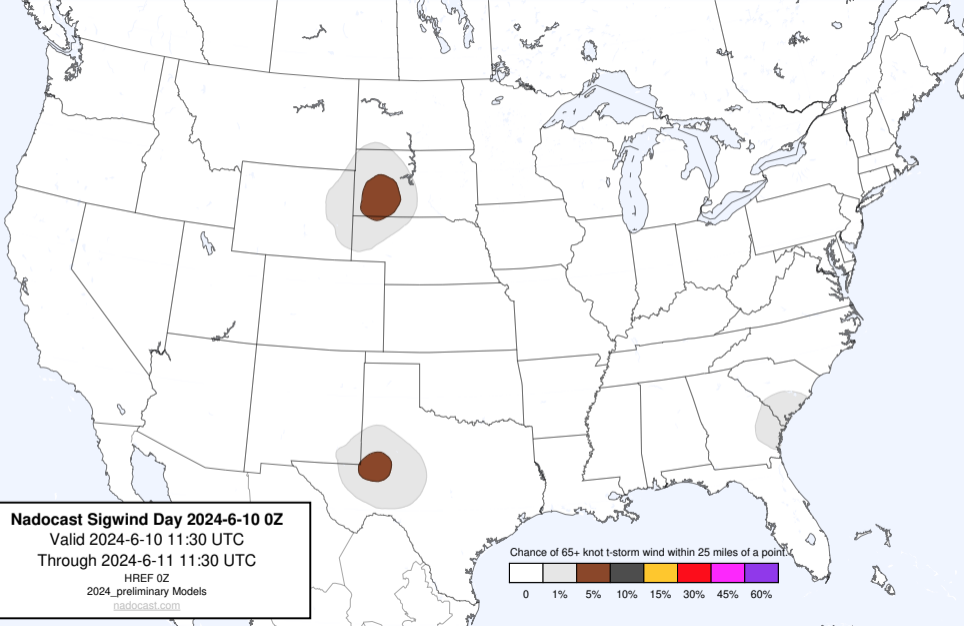 Nadocast Sigwind Day 2024-6-10 0Z
Valid 2024-6-10 11:30 UTC
Through 2024-6-11 11:30 UTC
HREF 0Z
2024_preliminary Models
nadocast.com
Chance of 65+ knot t-storm wind within 25 miles of a point.
0 1% 5% 10% 15% 30% 45% 60%